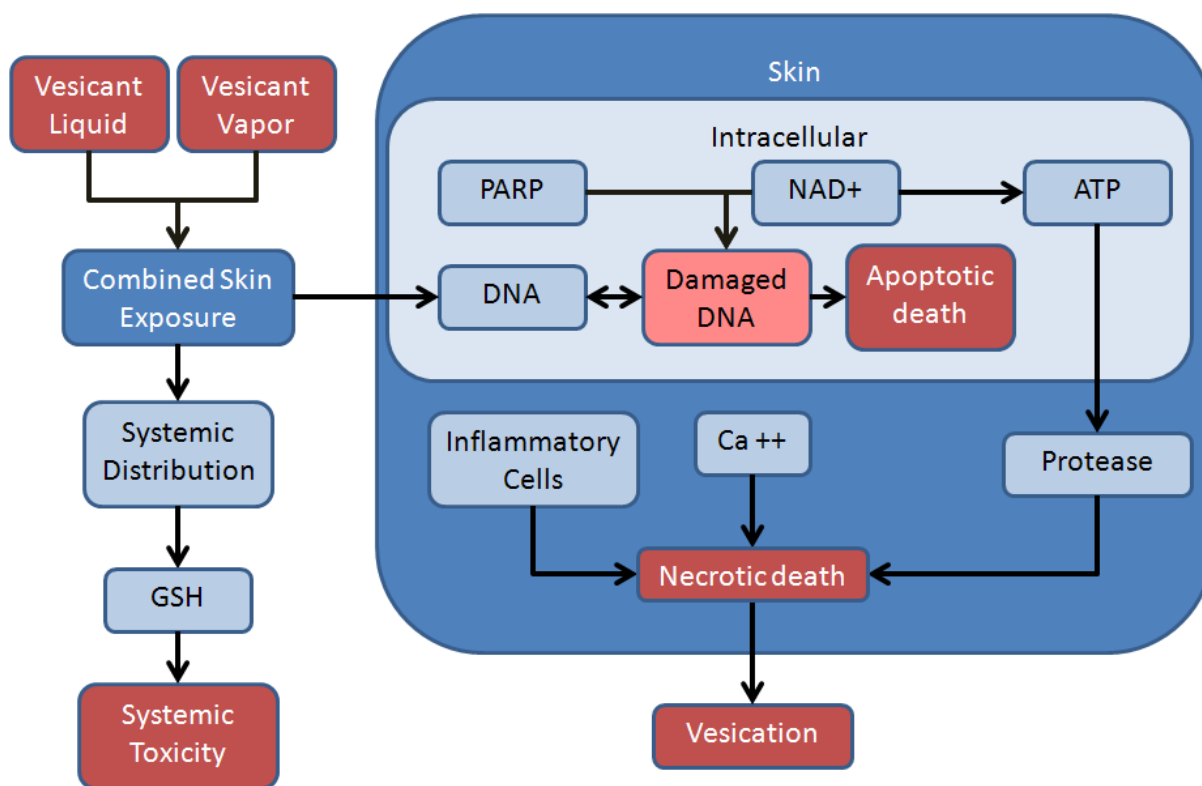 Vesicant
Liquid
Vesicant
Vapor
Combined Skin
Exposure
Systemic
Distribution
GSH
Systemic
Toxicity
Skin
Intracellular
PARP
NAD+
ATP
DNA
Damaged
DNA
Apoptotic
death
Inflammatory
Cells
Ca ++
Protease
Necrotic death
Vesication